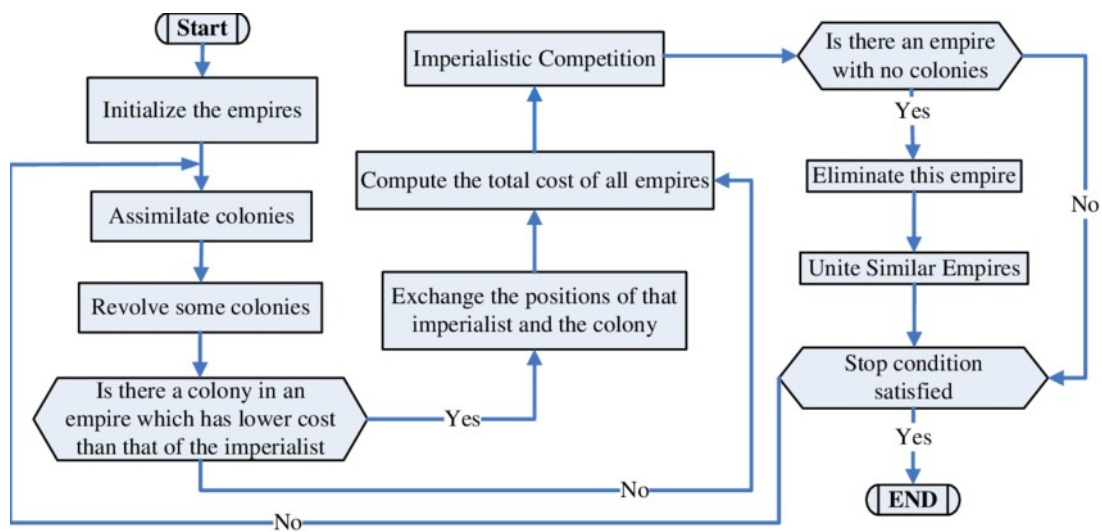 Start
Initialize the empires
Assimilate colonies
Revolve some colonies
Is there a colony in an
empire which has lower cost
than that of the imperialist
Yes
No
Exchange the positions of that
imperialist and the colony
Compute the total cost of all empires
Imperialistic Competition
Is there an empire
with no colonies
Yes
No
Eliminate this empire
Unite Similar Empires
Stop condition
satisfied
Yes
No
END